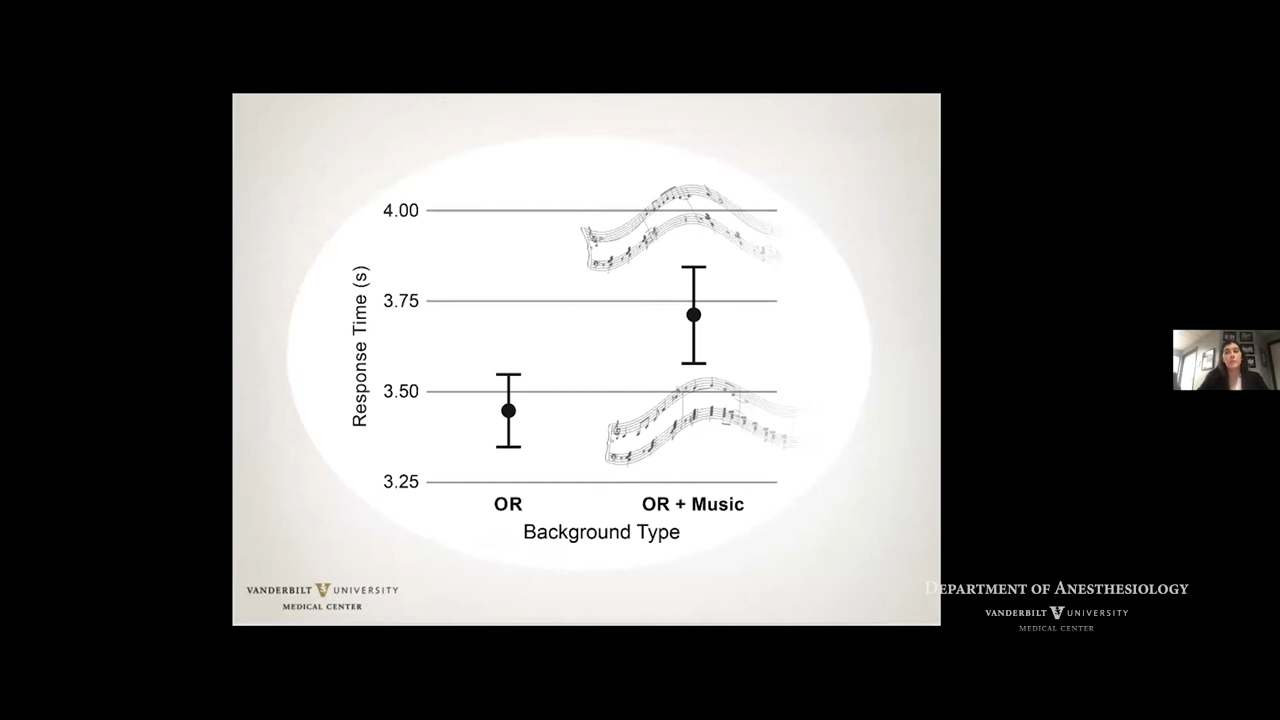 4.00
3.75
3.50
3.25
Response Time (s)
OR
OR + Music
Background Type
VANDERBILT V UNIVERSITY
MEDICAL CENTER
DEPARTMENT OF ANESTHESIOLOGY
VANDERBILT V UNIVERSITY
MEDICAL CENTER